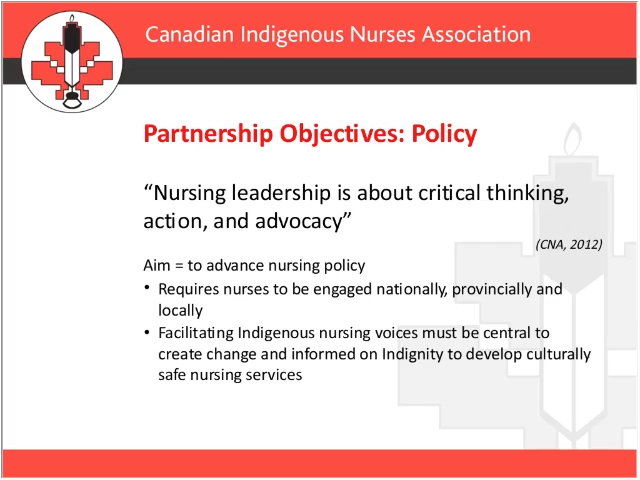 Canadian Indigenous Nurses Association
Partnership Objectives: Policy
“Nursing leadership is about critical thinking,
action, and advocacy”
(CNA, 2012)
Aim = to advance nursing policy
• Requires nurses to be engaged nationally, provincially and
locally
• Facilitating Indigenous nursing voices must be central to
create change and informed on Indignity to develop culturally
safe nursing services